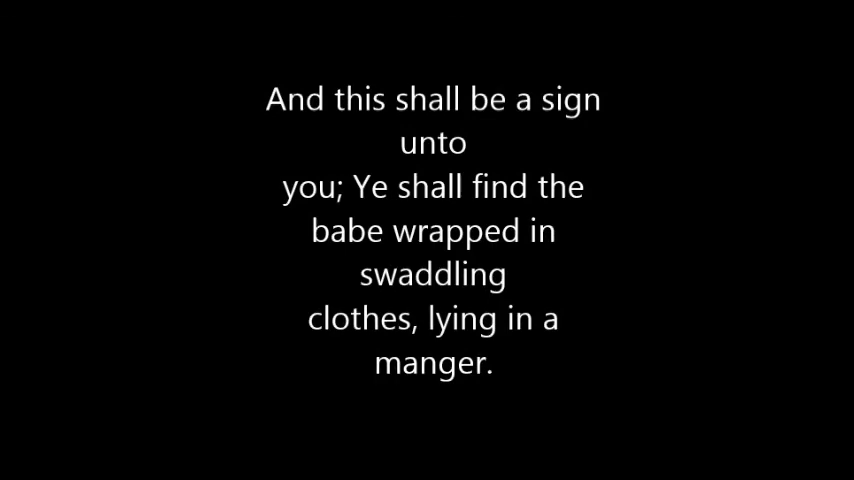 And this shall be a sign
unto
you; Ye shall find the
babe wrapped in
swaddling
clothes, lying in a
manger.